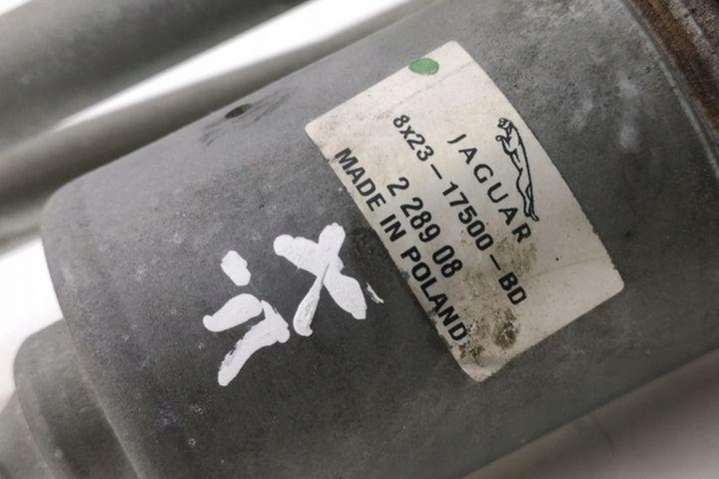 JAGUAR
8x23-17500-BD
2 289 08
MADE IN POLAND